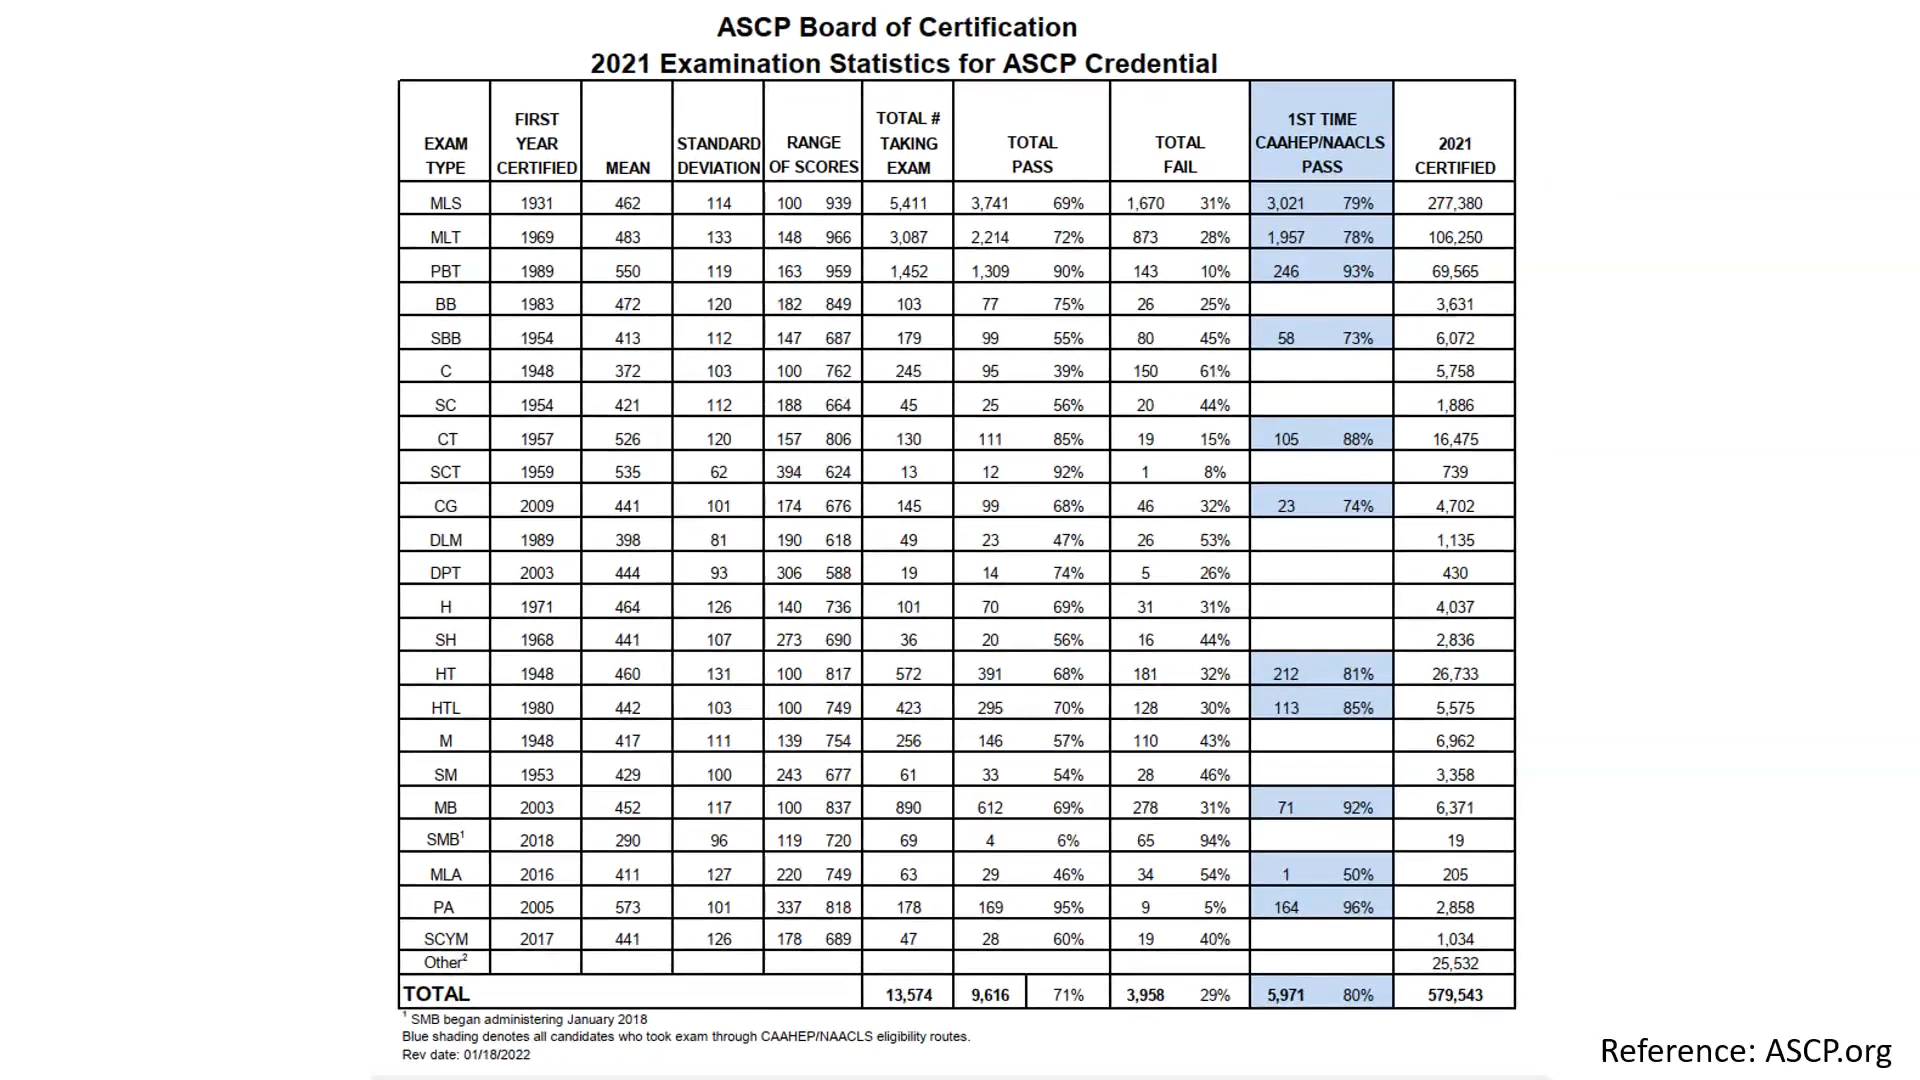 ASCP Board of Certification
2021 Examination Statistics for ASCP Credential
EXAM TYPE FIRST YEAR CERTIFIED MEAN STANDARD DEVIATION RANGE OF SCORES TOTAL # TAKING EXAM TOTAL PASS TOTAL FAIL 1ST TIME CAAHEP/NAACLS PASS 2021 CERTIFIED
MLS 1931 462 114 100 939 5,411 3,741 69% 1,670 31% 3,021 79% 277,380
MLT 1969 483 133 148 966 3,087 2,214 72% 873 28% 1,957 78% 106,250
PBT 1989 550 119 163 959 1,452 1,309 90% 143 10% 246 93% 69,565
BB 1983 472 120 182 849 103 77 75% 26 25% 3,631
SBB 1954 413 112 147 687 179 99 55% 80 45% 58 73% 6,072
C 1948 372 103 100 762 245 95 39% 150 61% 5,758
SC 1954 421 112 188 664 45 25 56% 20 44% 1,886
CT 1957 526 120 157 806 130 111 85% 19 15% 105 88% 16,475
SCT 1959 535 62 394 624 13 12 92% 1 8% 739
CG 2009 441 101 174 676 145 99 68% 46 32% 23 74% 4,702
DLM 1989 398 81 190 618 49 23 47% 26 53% 1,135
DPT 2003 444 93 306 588 19 14 74% 5 26% 430
H 1971 464 126 140 736 101 70 69% 31 31% 4,037
SH 1968 441 107 273 690 36 20 56% 16 44% 2,836
HT 1948 460 131 100 817 572 391 68% 181 32% 212 81% 26,733
HTL 1980 442 103 100 749 423 295 70% 128 30% 113 85% 5,575
M 1948 417 111 139 754 256 146 57% 110 43% 6,962
SM 1953 429 100 243 677 61 33 54% 28 46% 3,358
MB 2003 452 117 100 837 890 612 69% 278 31% 71 92% 6,371
SMB¹ 2018 290 96 119 720 69 4 6% 65 94% 19
MLA 2016 411 127 220 749 63 29 46% 34 54% 1 50% 205
PA 2005 573 101 337 818 178 169 95% 9 5% 164 96% 2,858
SCYM 2017 441 126 178 689 47 28 60% 19 40% 1,034
Other² 25,532
TOTAL 13,574 9,616 71% 3,958 29% 5,971 80% 579,543
¹ SMB began administering January 2018
Blue shading denotes all candidates who took exam through CAAHEP/NAACLS eligibility routes.
Rev date: 01/18/2022
Reference: ASCP.org